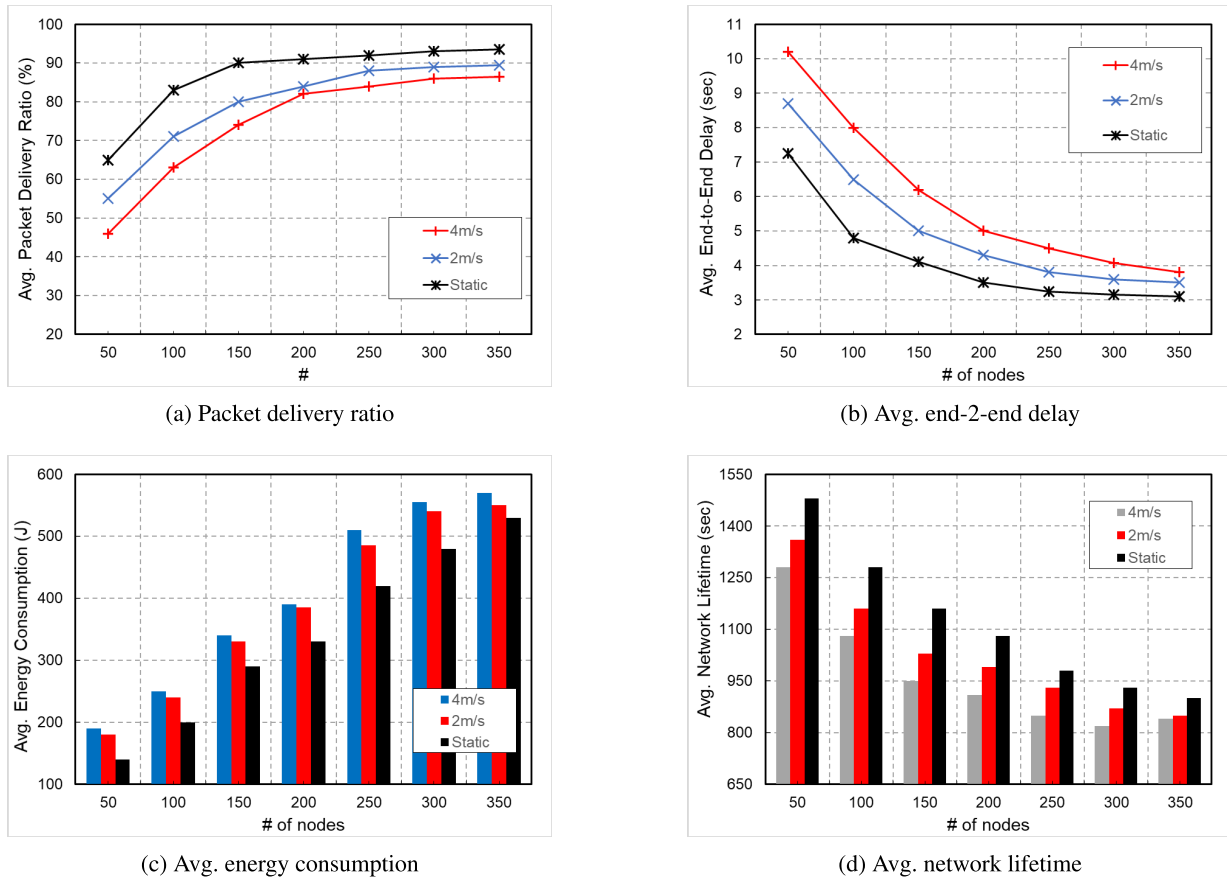 100
90
80
70
60
50
40
30
20
Avg. Packet Delivery Ratio (%)
4m/s
2m/s
Static
50 100 150 200 250 300 350
#
(a) Packet delivery ratio
11
10
9
8
7
6
5
4
3
2
Avg. End-to-End Delay (sec)
4m/s
2m/s
Static
50 100 150 200 250 300 350
# of nodes
(b) Avg. end-2-end delay
600
500
400
300
200
100
Avg. Energy Consumption (J)
4m/s
2m/s
Static
50 100 150 200 250 300 350
# of nodes
(c) Avg. energy consumption
1550
1400
1250
1100
950
800
650
Avg. Network Lifetime (sec)
4m/s
2m/s
Static
50 100 150 200 250 300 350
# of nodes
(d) Avg. network lifetime